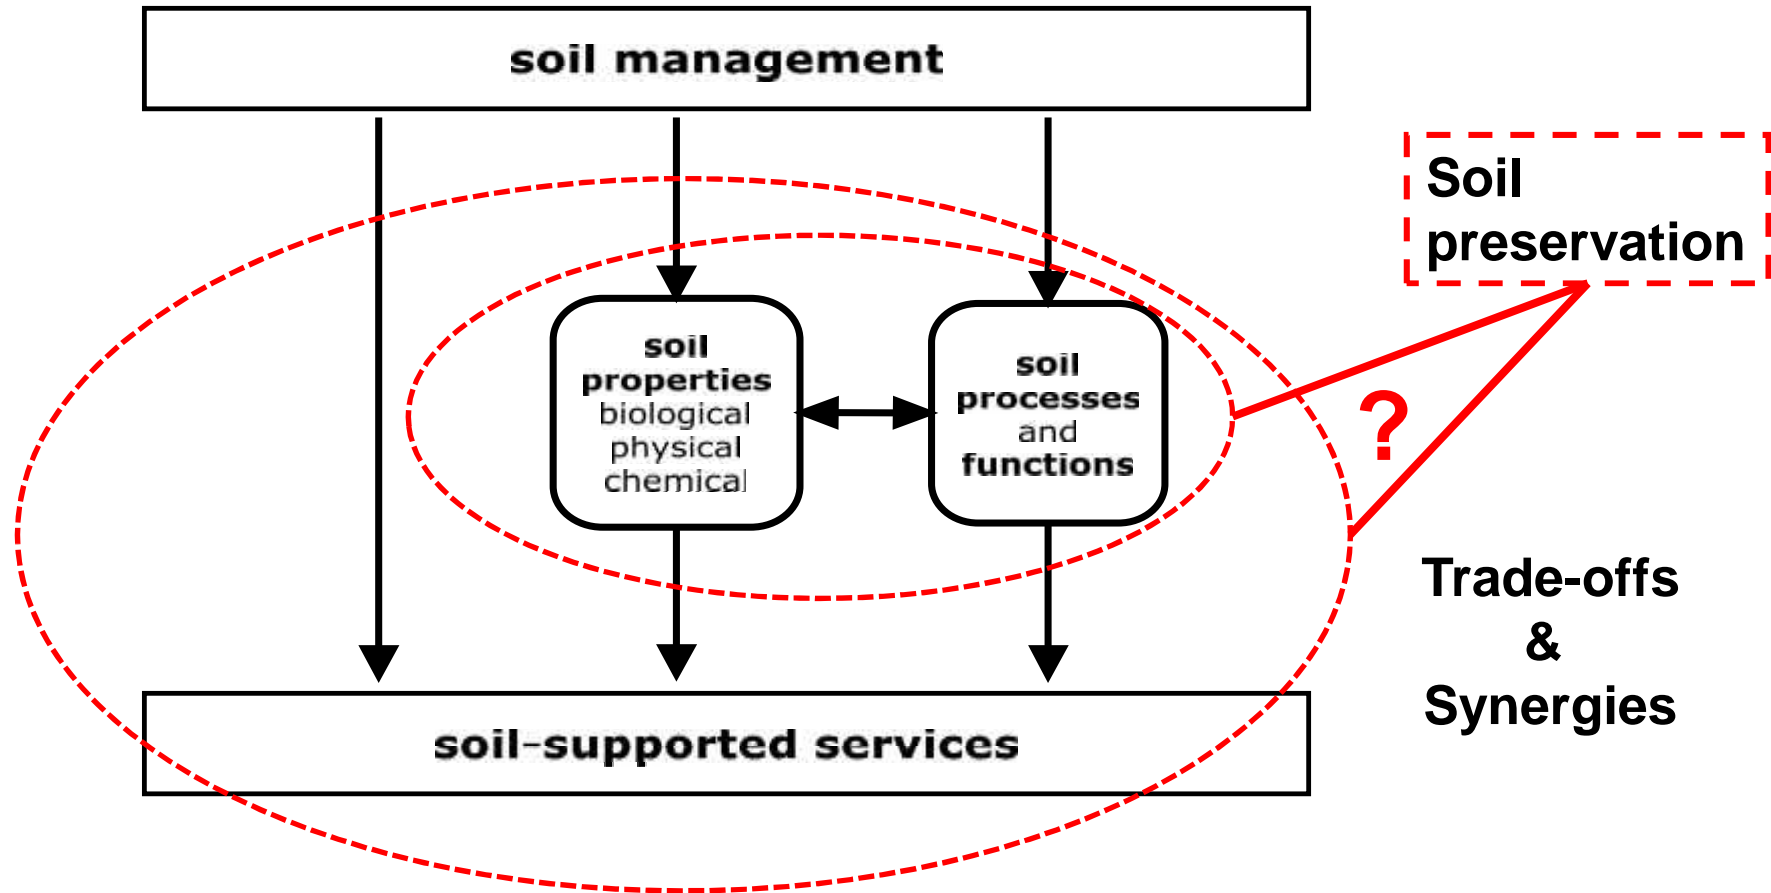 soil management
Soil
preservation
soil
properties
biological
physical
chemical
soil
processes
and
functions
?
Trade-offs
&
Synergies
soil-supported services